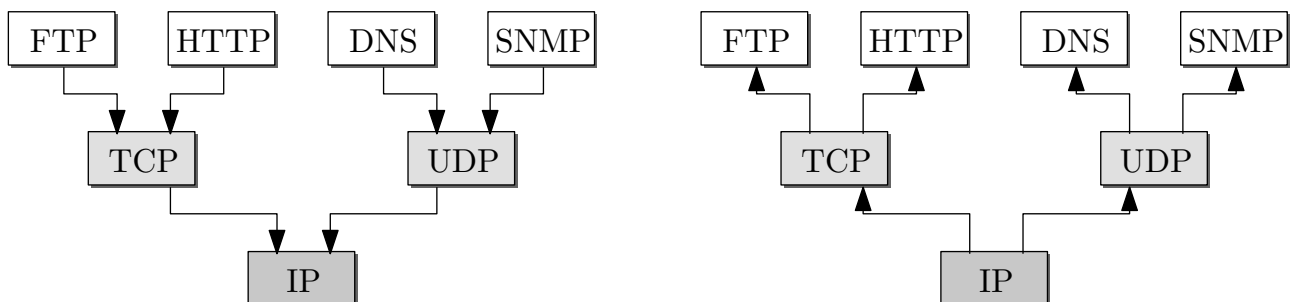 FTP HTTP DNS SNMP FTP HTTP DNS SNMP
TCP UDP TCP UDP
IP IP